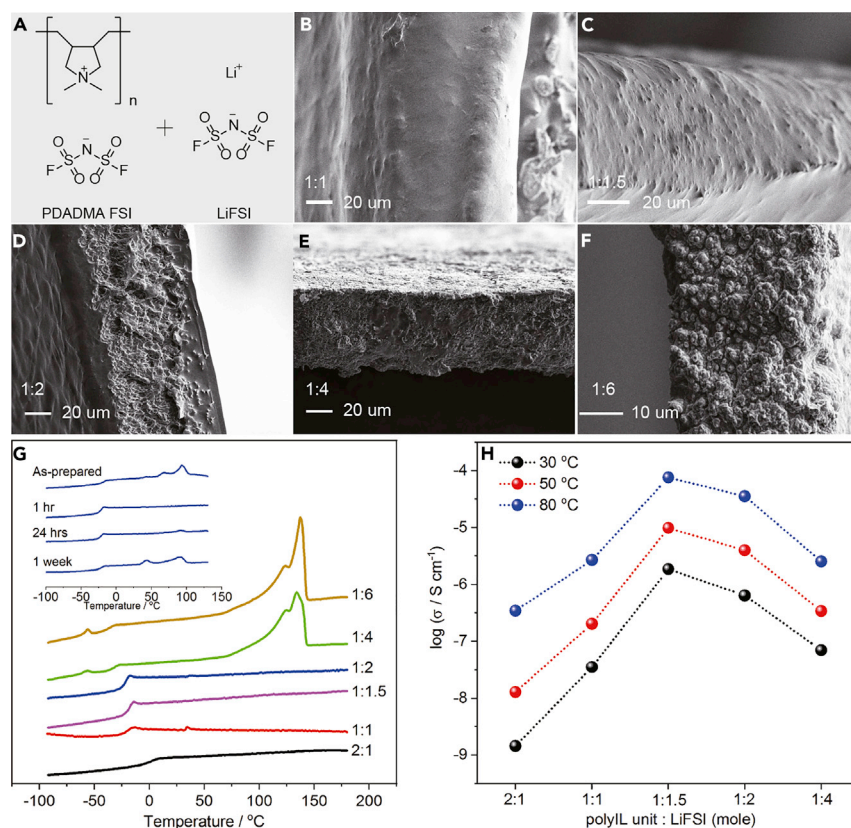 A
n
N
+
Li+
+
O O
− 
F S N S F
O O
O O
−
F S N S F
O O
PDADMA FSI
LiFSI
B
1:1
20 um
C
1:1.5
20 um
D
1:2
20 um
E
1:4
20 um
F
1:6
10 um
G
As-prepared
1 hr
24 hrs
1 week
-100 -50 0 50 100 150
Temperature / °C
1:6
1:4
1:2
1:1.5
1:1
2:1
-100 -50 0 50 100 150 200
Temperature / °C
H
30 °C
50 °C
80 °C
-4
-5
-6
-7
-8
-9
log (σ / S cm⁻¹)
2:1 1:1 1:1.5 1:2 1:4
polyIL unit : LiFSI (mole)